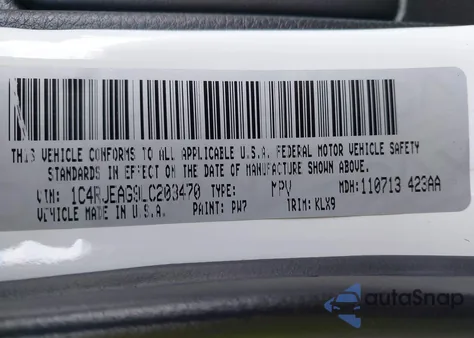 THIS VEHICLE CONFORMS TO ALL APPLICABLE U.S.A. FEDERAL MOTOR VEHICLE SAFETY
STANDARDS IN EFFECT ON THE DATE OF MANUFACTURE SHOWN ABOVE.
VIN: TYPE: MPV MDH:110713 423AA
VEHICLE MADE IN U.S.A. PAINT: PW7 TRIM: KLX9
autoSnap